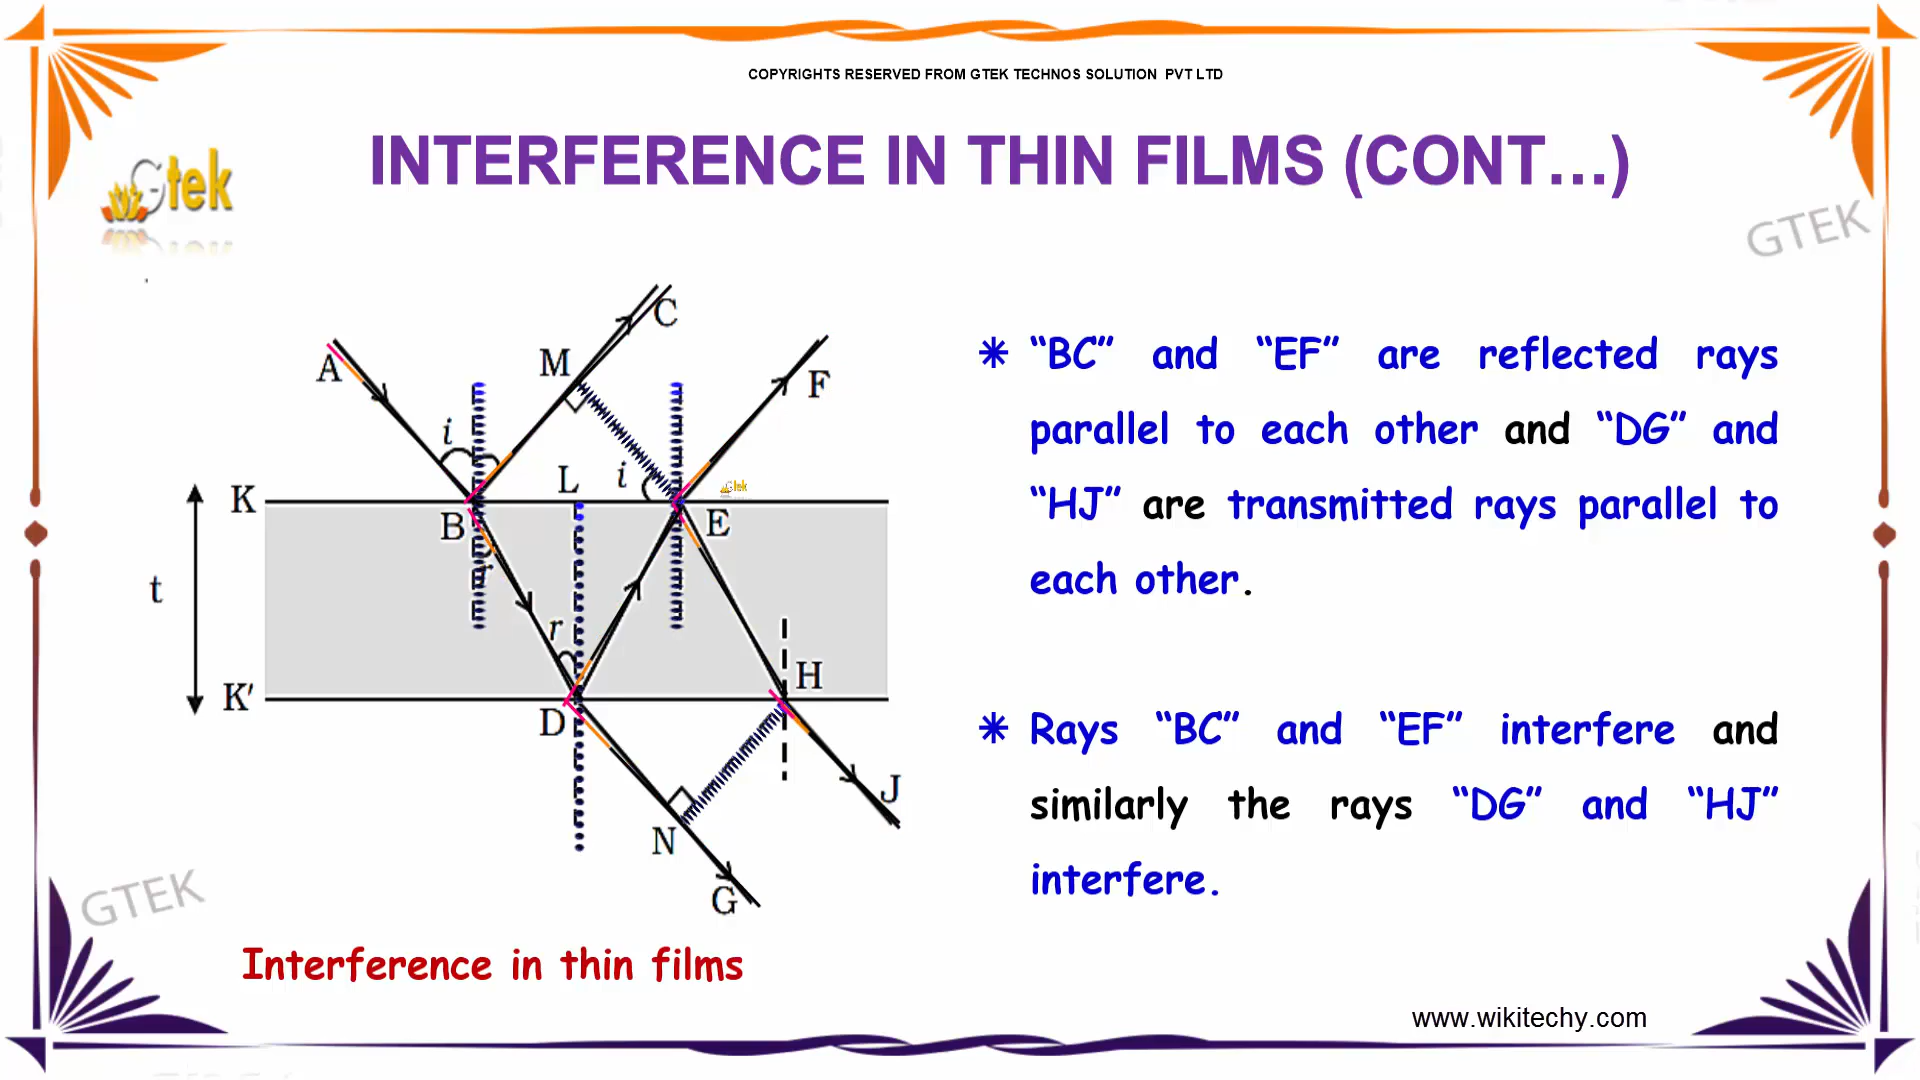 COPYRIGHTS RESERVED FROM GTEK TECHNOS SOLUTION PVT LTD
INTERFERENCE IN THIN FILMS (CONT...)
Gtek
GTEK
C
A
M
F
i
L
i
Gtek
K
B
E
t
r
r
H
K'
D
J
N
G
✳ “BC” and “EF” are reflected rays
parallel to each other and “DG” and
“HJ” are transmitted rays parallel to
each other.
✳ Rays “BC” and “EF” interfere and
similarly the rays “DG” and “HJ”
interfere.
GTEK
Interference in thin films
www.wikitechy.com